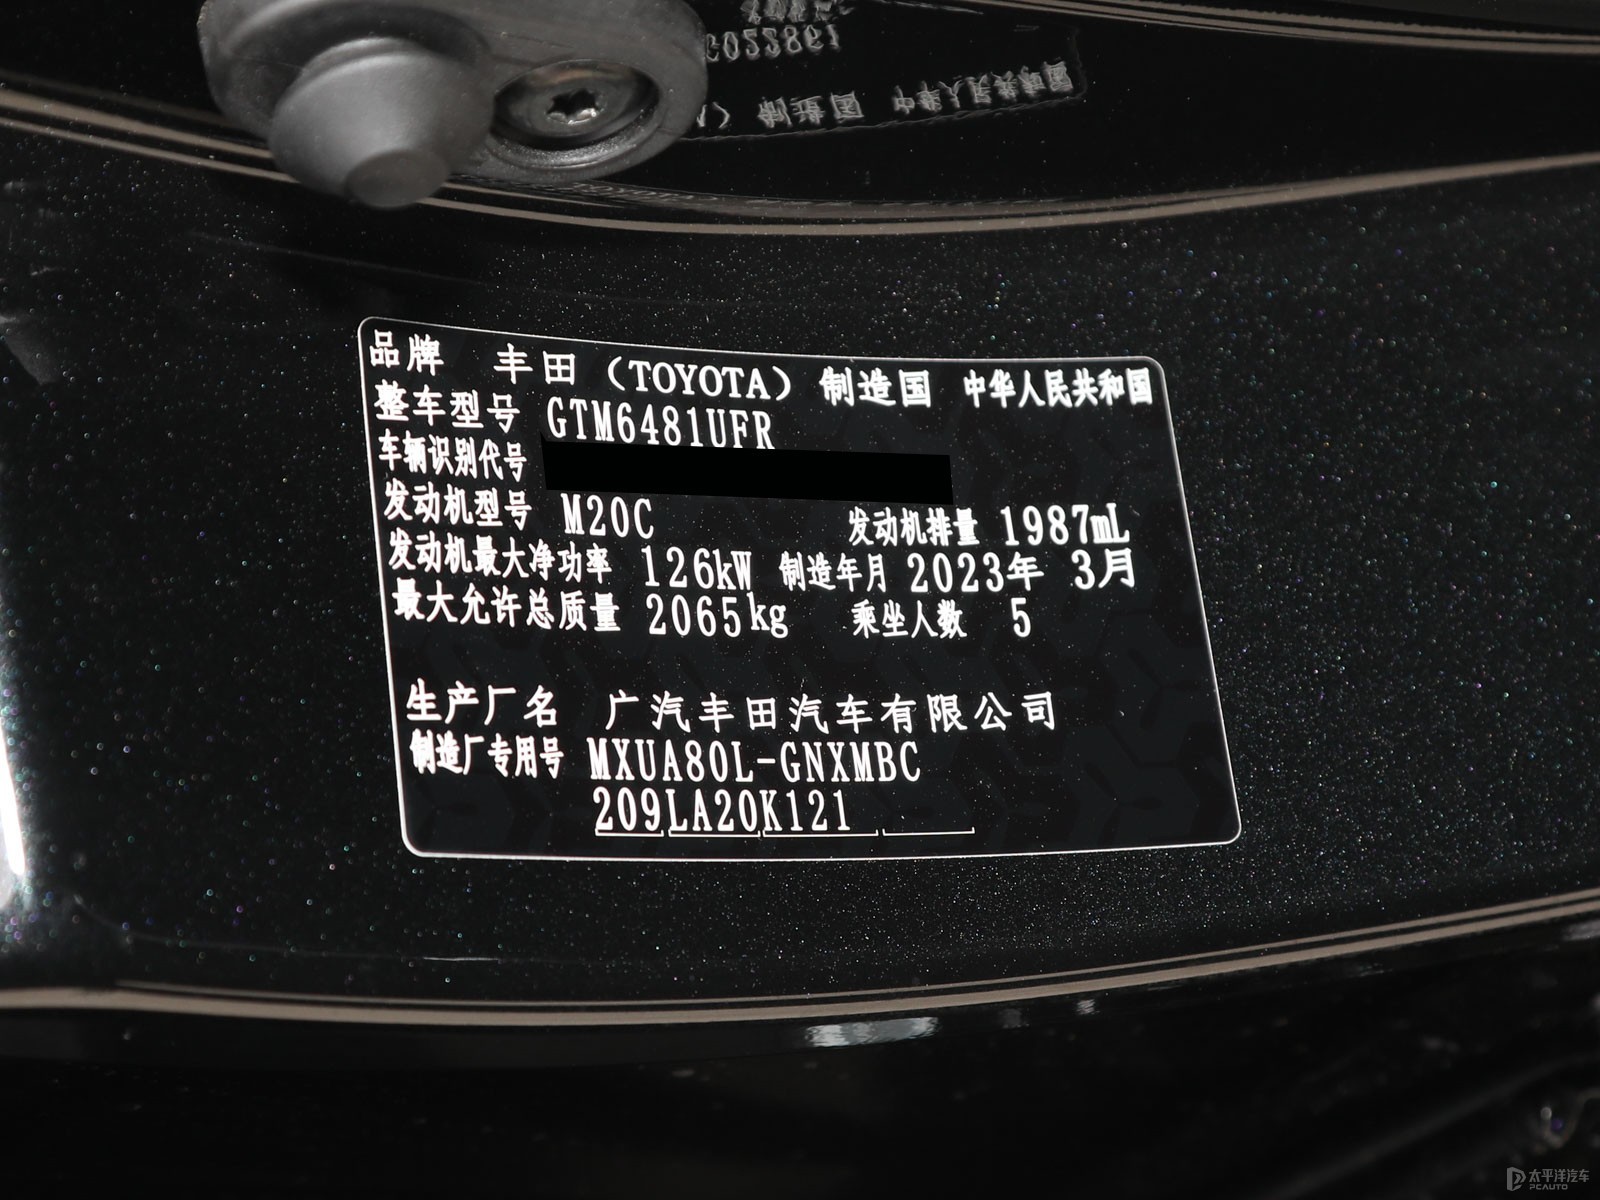 品牌 丰田（TOYOTA）制造国 中华人民共和国
整车型号 GTM6481UFR
车辆识别代号
发动机型号 M20C 发动机排量 1987mL
发动机最大净功率 126kW 制造年月 2023年 3月
最大允许总质量 2065kg 乘坐人数 5
生产厂名 广汽丰田汽车有限公司
制造厂专用号 MXUA80L-GNXMBC
209LA20K121
太平洋汽车
PCAUTO